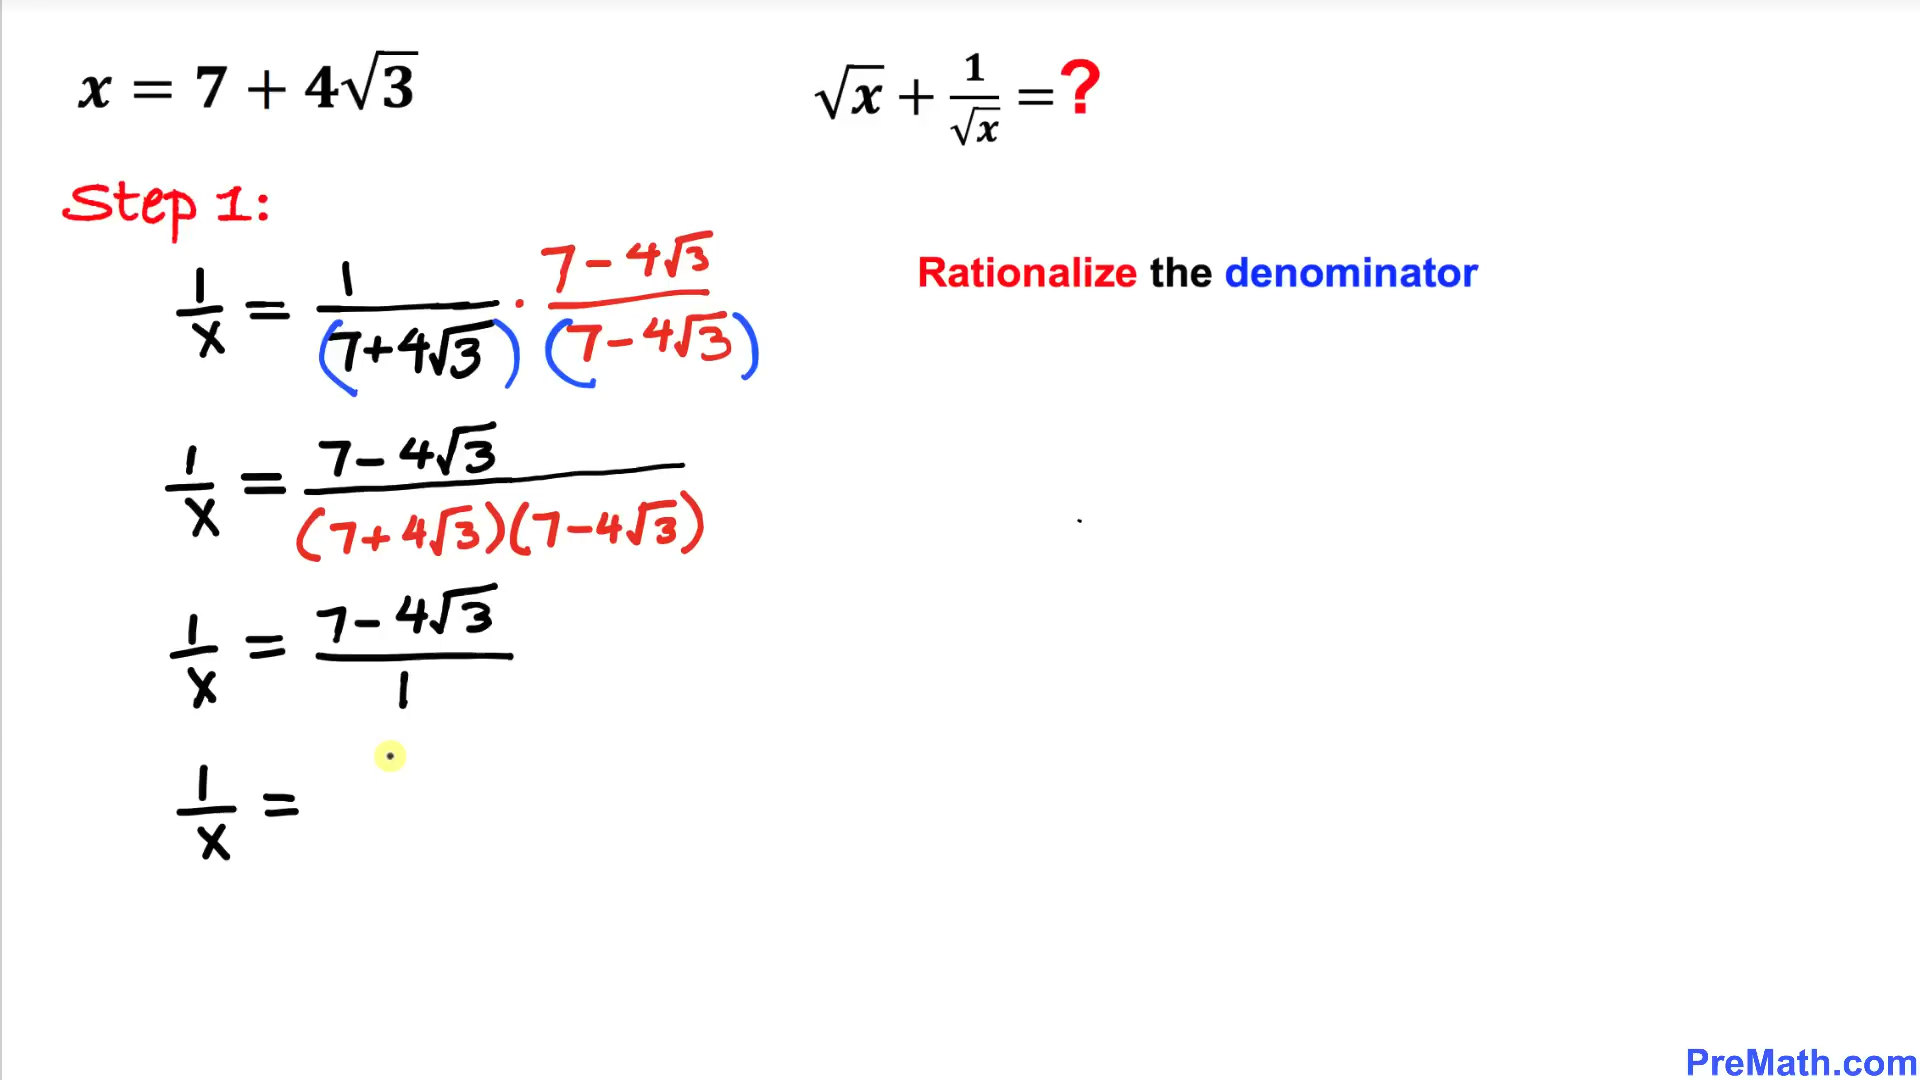 x = 7 + 4√3
√x + 1/√x = ?
Step 1:
1/x = 1/(7+4√3) · 7-4√3/(7-4√3)
Rationalize the denominator
1/x = 7-4√3/(7+4√3)(7-4√3)
1/x = 7-4√3/1
1/x =
PreMath.com